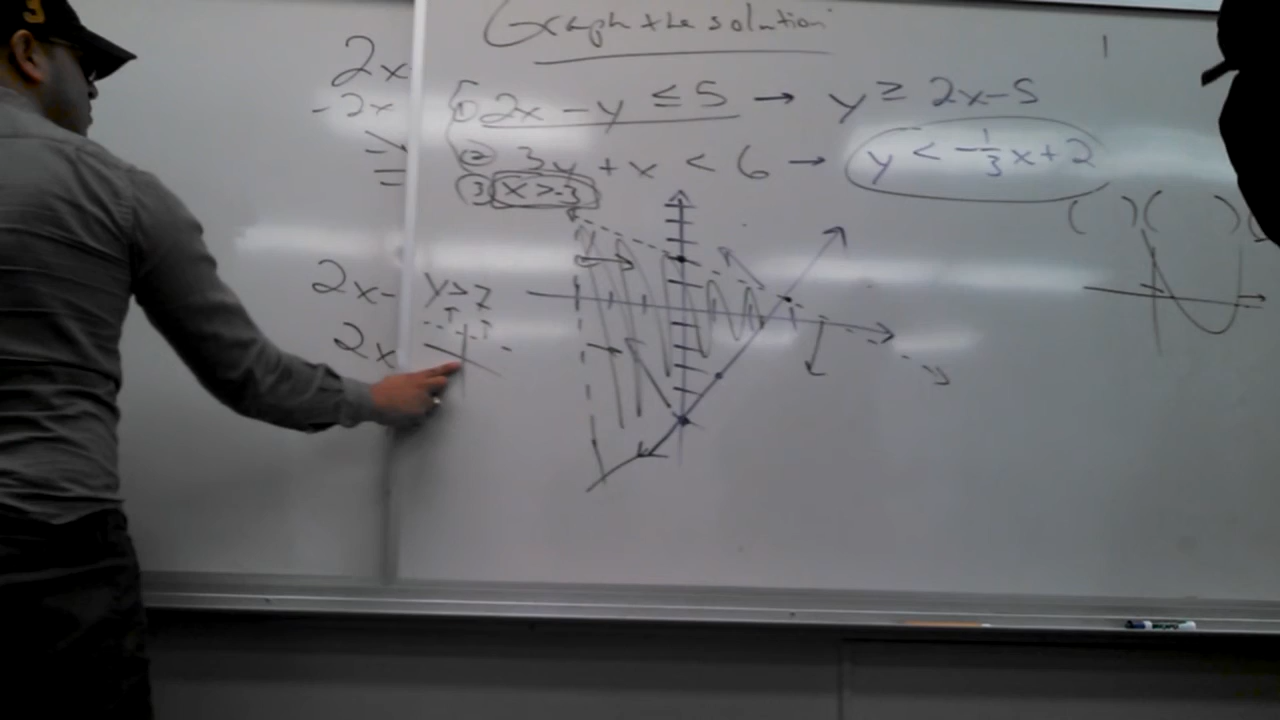 Graph the solution
① 2x - y ≤ 5 → y ≥ 2x-5
② 3y + x < 6 → y < -1/3x+2
③ x > -3
( )( )(
2x
-2x
2x- y>7
2x